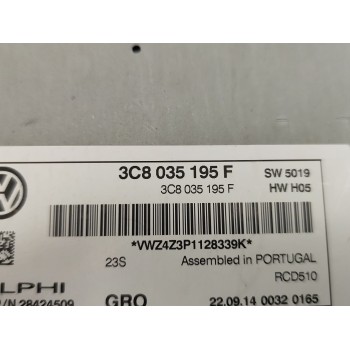 3C8 035 195 F SW 5019
3C8 035 195 F HW H05
*VWZ4Z3P1128339K*
23S Assembled in PORTUGAL
RCD510
LPHI
/N 28424509 GRO 22.09.14 0032 0165